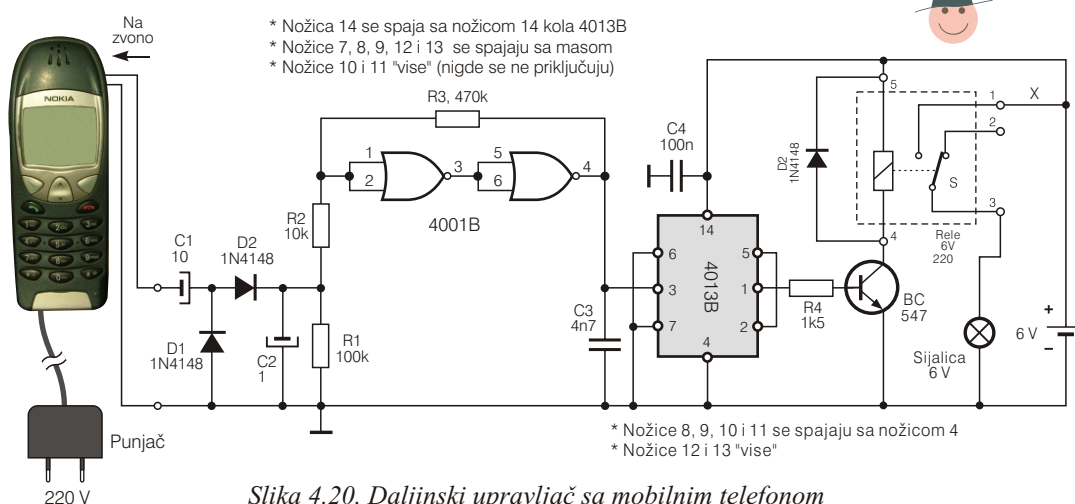 Na
zvono
* Nožica 14 se spaja sa nožicom 14 kola 4013B
* Nožice 7, 8, 9, 12 i 13 se spajaju sa masom
* Nožice 10 i 11 "vise" (nigde se ne priključuju)
NOKIA
R3, 470k
1
2
3
5
6
4
4001B
R2
10k
C1
10
D2
1N4148
D1
1N4148
C2
1
R1
100k
C3
4n7
C4
100n
14
6
3
7
5
1
2
4
4013B
R4
1k5
BC
547
D2
1N4148
5
4
S
1
2
3
X
Rele
6V
220
Sijalica
6 V
+
6 V
–
Punjač
220 V
* Nožice 8, 9, 10 i 11 se spajaju sa nožicom 4
* Nožice 12 i 13 "vise"
Slika 4.20. Daljinski upravljač sa mobilnim telefonom